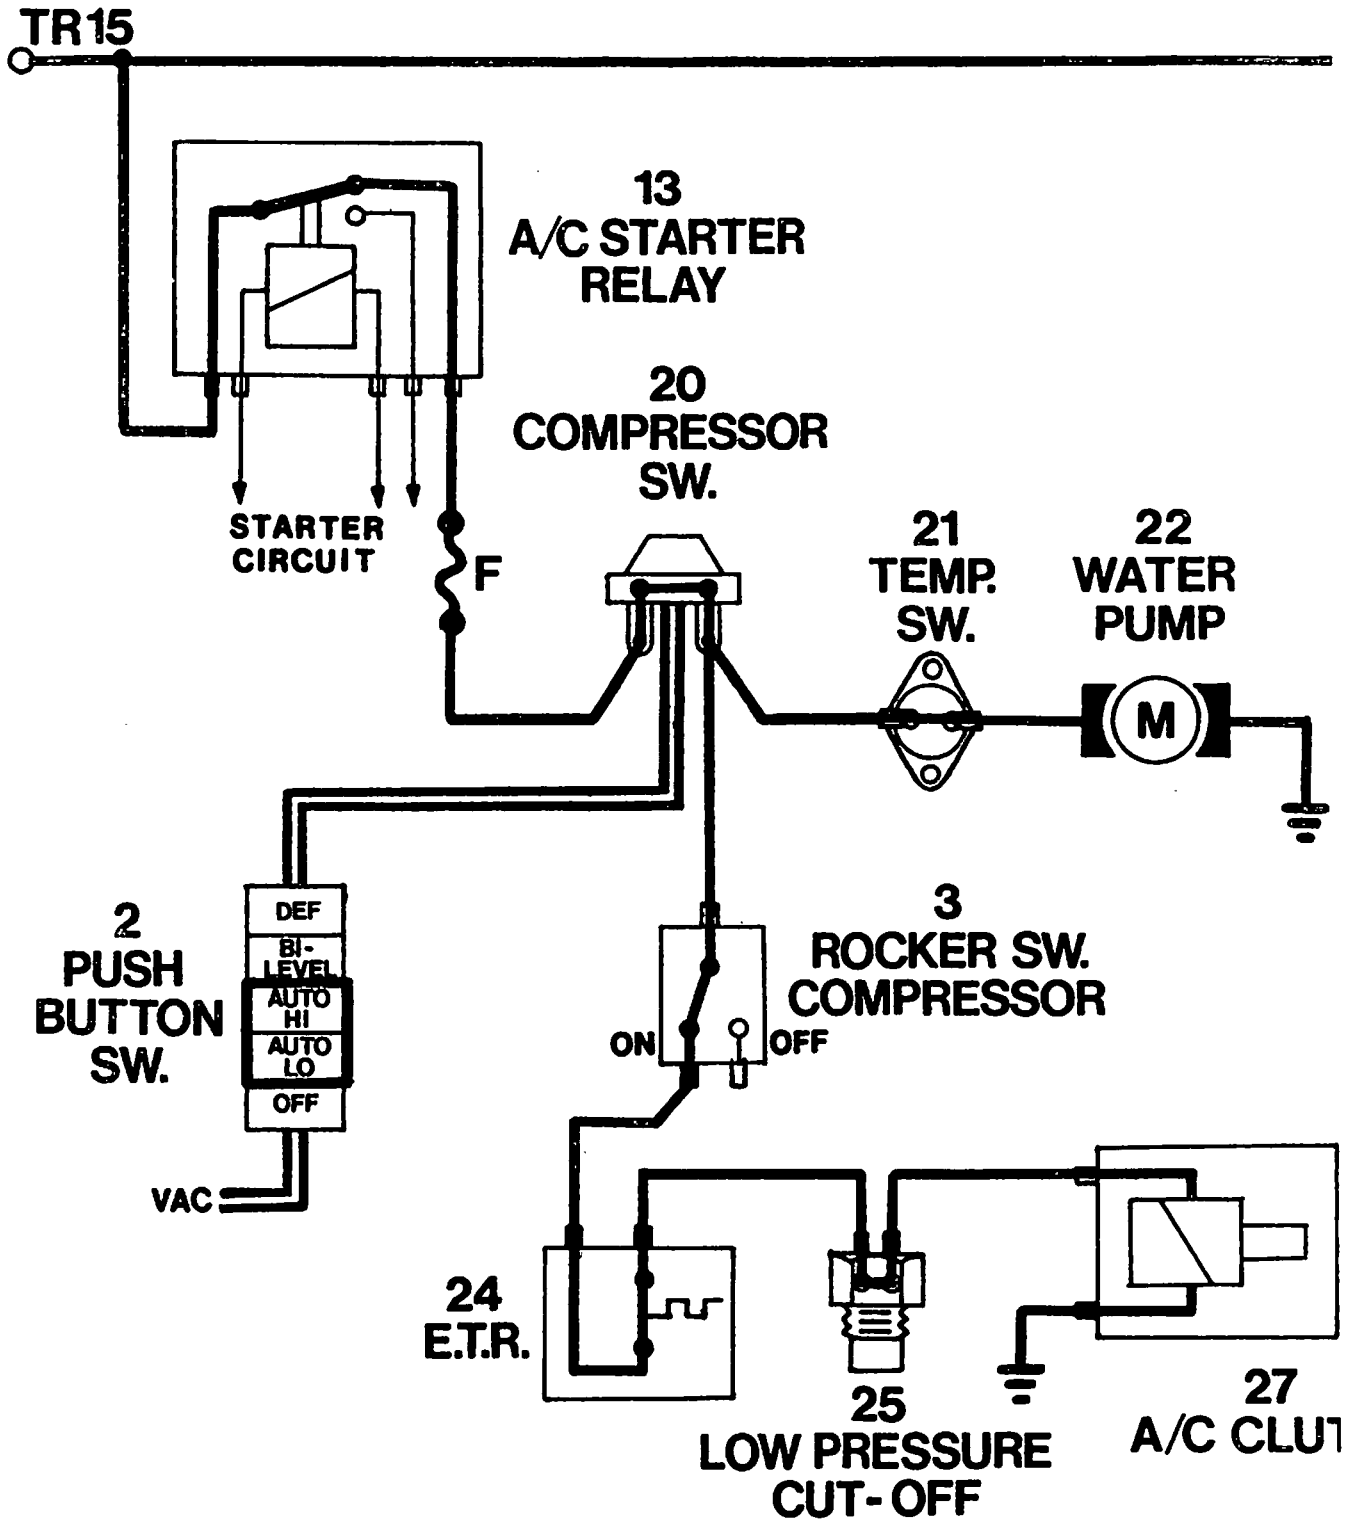 TR15
13
A/C STARTER
RELAY
20
COMPRESSOR
SW.
STARTER
CIRCUIT
F
21
TEMP.
SW.
22
WATER
PUMP
M
2
PUSH
BUTTON
SW.
DEF
BI-
LEVEL
AUTO
HI
AUTO
LO
OFF
VAC
3
ROCKER SW.
COMPRESSOR
ON
OFF
24
E.T.R.
25
LOW PRESSURE
CUT-OFF
27
A/C